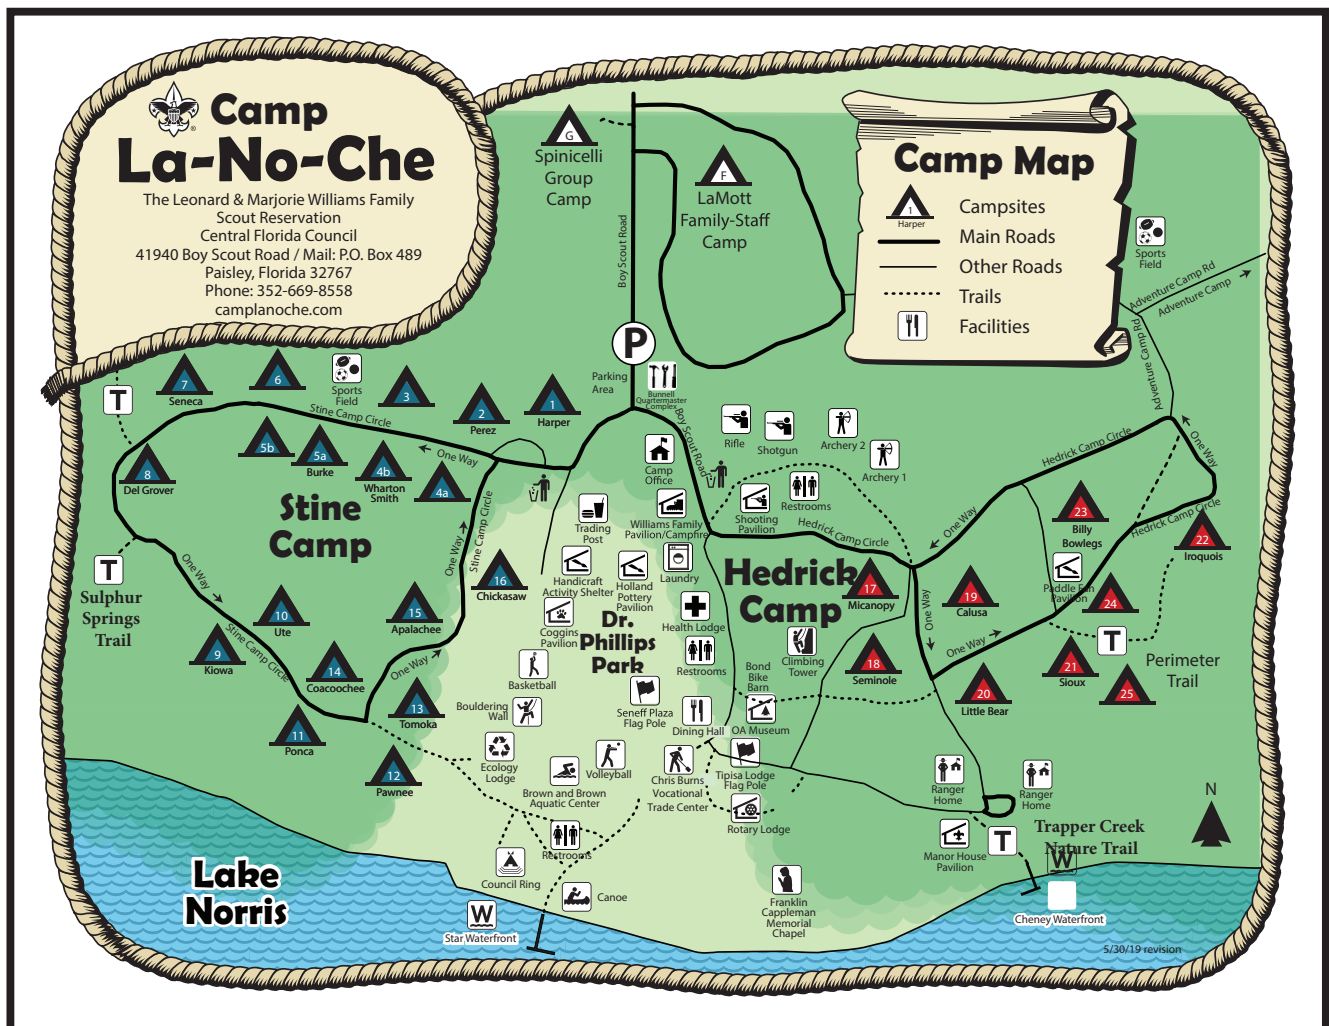 Camp
La-No-Che
®
The Leonard & Marjorie Williams Family
Scout Reservation
Central Florida Council
41940 Boy Scout Road / Mail: P.O. Box 489
Paisley, Florida 32767
Phone: 352-669-8558
camplanoche.com
G
Spinicelli
Group
Camp
F
LaMott
Family-Staff
Camp
Boy Scout Road
Camp Map
1
Harper
Campsites
Main Roads
Other Roads
Trails
Facilities
Sports
Field
Adventure Camp Rd
Adventure Camp
Adventure Camp Rd
P
Parking
Area
Bunnell
Quartermaster
Complex
Boy Scout Road
T
7
Seneca
6
Sports
Field
3
2
Perez
1
Harper
Stine Camp Circle
One Way
5b
5a
Burke
4b
Wharton
Smith
4a
8
Del Grover
Stine
Camp
T
Sulphur
Springs
Trail
One Way
Stine Camp Circle
One Way
Stine Camp Circle
10
Ute
9
Kiowa
15
Apalachee
14
Coacoochee
One Way
13
Tomoka
11
Ponca
12
Pawnee
16
Chickasaw
Camp
Office
Rifle
Shotgun
Archery 2
Archery 1
Trading
Post
Williams Family
Pavilion/Campfire
Shooting
Pavilion
Restrooms
Hedrick Camp Circle
Handicraft
Activity Shelter
Holland
Pottery
Pavilion
Laundry
Coggins
Pavilion
Dr.
Phillips
Park
Health Lodge
Restrooms
Basketball
Bouldering
Wall
Seneff Plaza
Flag Pole
Dining Hall
Bond
Bike
Barn
OA Museum
Climbing
Tower
Ecology
Lodge
Brown and Brown
Aquatic Center
Volleyball
Chris Burns
Vocational
Trade Center
Tipisa Lodge
Flag Pole
Rotary Lodge
Restrooms
Council Ring
Canoe
W
Star Waterfront
Franklin
Cappleman
Memorial
Chapel
Hedrick
Camp
17
Micanopy
18
Seminole
19
Calusa
20
Little Bear
One Way
One Way
One Way
Hedrick Camp Circle
One Way
Hedrick Camp Circle
23
Billy
Bowlegs
22
Iroquois
Paddle Fan
Pavilion
24
T
21
Sioux
25
Perimeter
Trail
Ranger
Home
Ranger
Home
Manor House
Pavilion
T
Trapper Creek
Nature Trail
W
Cheney Waterfront
N
Lake
Norris
5/30/19 revision